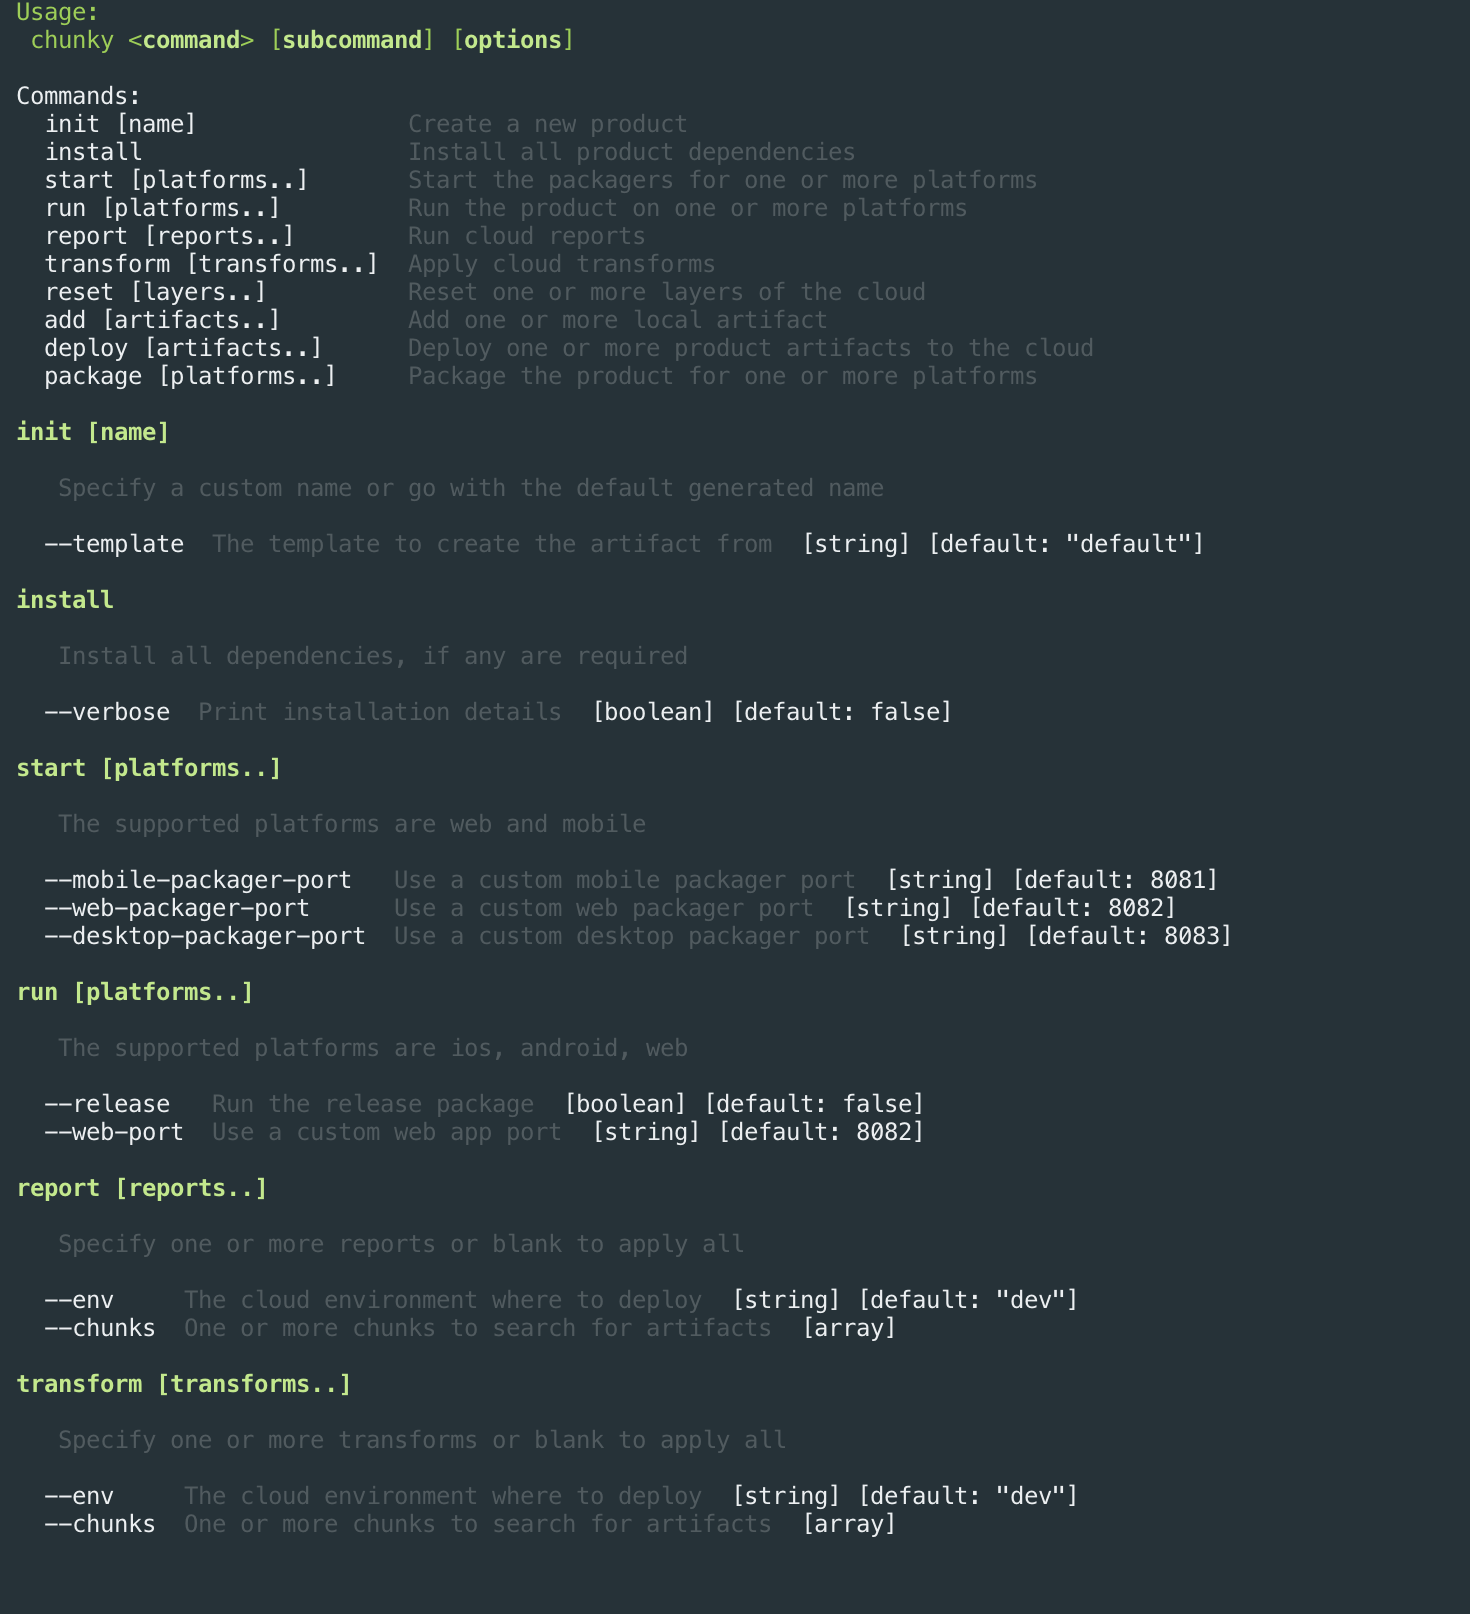 Usage:
chunky <command> [subcommand] [options]
Commands:
init [name] Create a new product
install Install all product dependencies
start [platforms..] Start the packagers for one or more platforms
run [platforms..] Run the product on one or more platforms
report [reports..] Run cloud reports
transform [transforms..] Apply cloud transforms
reset [layers..] Reset one or more layers of the cloud
add [artifacts..] Add one or more local artifact
deploy [artifacts..] Deploy one or more product artifacts to the cloud
package [platforms..] Package the product for one or more platforms
init [name]
Specify a custom name or go with the default generated name
--template The template to create the artifact from [string] [default: "default"]
install
Install all dependencies, if any are required
--verbose Print installation details [boolean] [default: false]
start [platforms..]
The supported platforms are web and mobile
--mobile-packager-port Use a custom mobile packager port [string] [default: 8081]
--web-packager-port Use a custom web packager port [string] [default: 8082]
--desktop-packager-port Use a custom desktop packager port [string] [default: 8083]
run [platforms..]
The supported platforms are ios, android, web
--release Run the release package [boolean] [default: false]
--web-port Use a custom web app port [string] [default: 8082]
report [reports..]
Specify one or more reports or blank to apply all
--env The cloud environment where to deploy [string] [default: "dev"]
--chunks One or more chunks to search for artifacts [array]
transform [transforms..]
Specify one or more transforms or blank to apply all
--env The cloud environment where to deploy [string] [default: "dev"]
--chunks One or more chunks to search for artifacts [array]